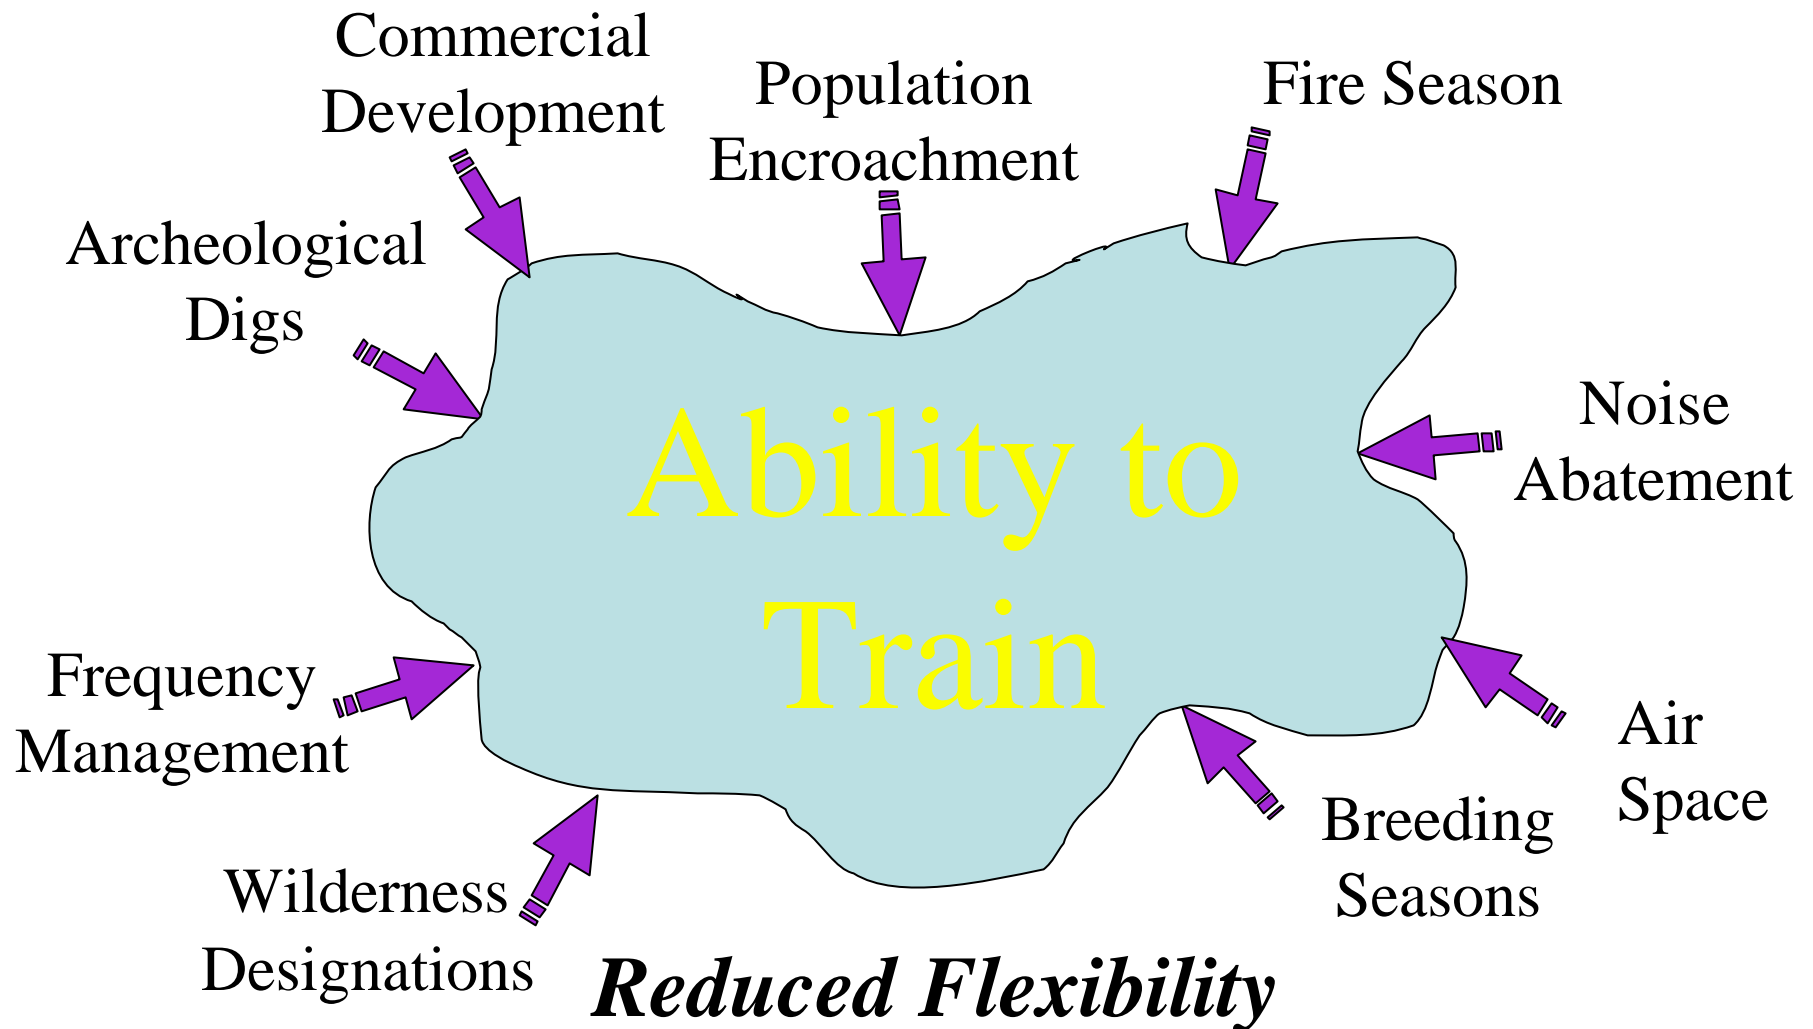 Commercial
Development
Population
Encroachment
Fire Season
Archeological
Digs
Noise
Abatement
Ability to
Train
Frequency
Management
Air
Space
Breeding
Seasons
Wilderness
Designations
Reduced Flexibility